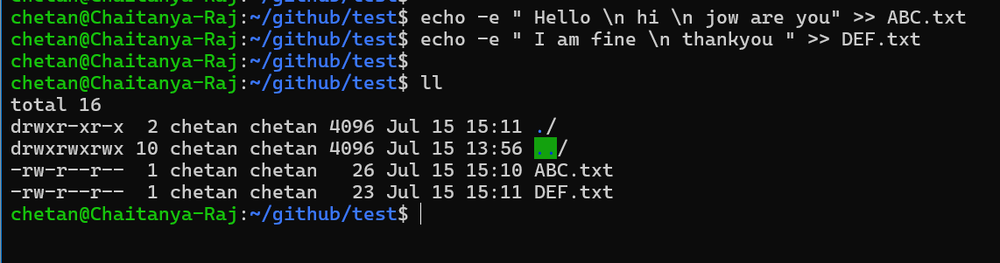 chetan@Chaitanya-Raj:~/github/test$ echo -e " Hello \n hi \n jow are you" >> ABC.txt
chetan@Chaitanya-Raj:~/github/test$ echo -e " I am fine \n thankyou " >> DEF.txt
chetan@Chaitanya-Raj:~/github/test$
chetan@Chaitanya-Raj:~/github/test$ ll
total 16
drwxr-xr-x  2 chetan chetan 4096 Jul 15 15:11 ./
drwxrwxrwx 10 chetan chetan 4096 Jul 15 13:56 ../
-rw-r--r--  1 chetan chetan   26 Jul 15 15:10 ABC.txt
-rw-r--r--  1 chetan chetan   23 Jul 15 15:11 DEF.txt
chetan@Chaitanya-Raj:~/github/test$